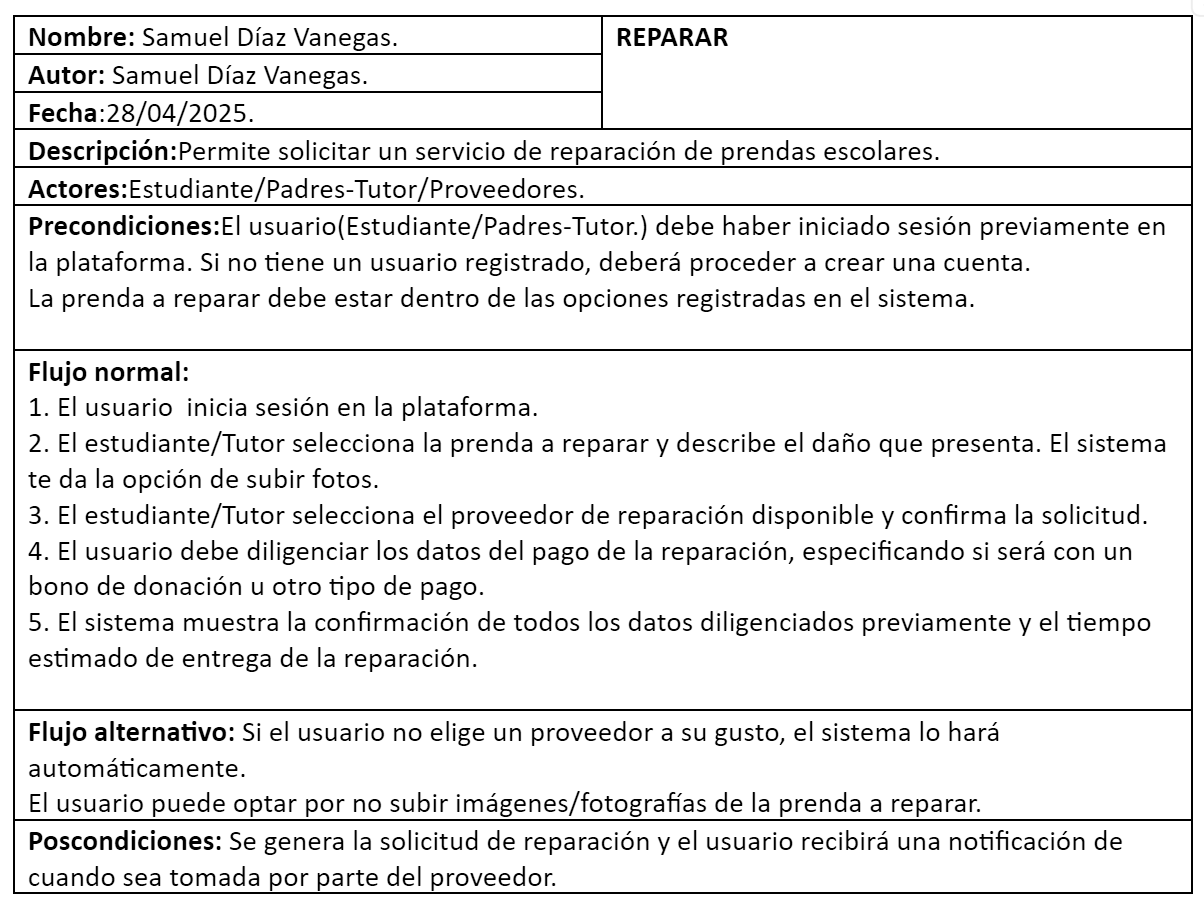 Nombre: Samuel Díaz Vanegas.
REPARAR
Autor: Samuel Díaz Vanegas.
Fecha:28/04/2025.
Descripción:Permite solicitar un servicio de reparación de prendas escolares.
Actores:Estudiante/Padres-Tutor/Proveedores.
Precondiciones:El usuario(Estudiante/Padres-Tutor.) debe haber iniciado sesión previamente en
la plataforma. Si no tiene un usuario registrado, deberá proceder a crear una cuenta.
La prenda a reparar debe estar dentro de las opciones registradas en el sistema.
Flujo normal:
1. El usuario  inicia sesión en la plataforma.
2. El estudiante/Tutor selecciona la prenda a reparar y describe el daño que presenta. El sistema
te da la opción de subir fotos.
3. El estudiante/Tutor selecciona el proveedor de reparación disponible y confirma la solicitud.
4. El usuario debe diligenciar los datos del pago de la reparación, especificando si será con un
bono de donación u otro tipo de pago.
5. El sistema muestra la confirmación de todos los datos diligenciados previamente y el tiempo
estimado de entrega de la reparación.
Flujo alternativo: Si el usuario no elige un proveedor a su gusto, el sistema lo hará
automáticamente.
El usuario puede optar por no subir imágenes/fotografías de la prenda a reparar.
Poscondiciones: Se genera la solicitud de reparación y el usuario recibirá una notificación de
cuando sea tomada por parte del proveedor.